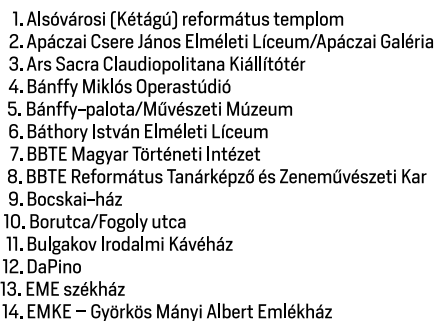 1. Alsóvárosi (Kétágú) református templom
2. Apáczai Csere János Elméleti Líceum/Apáczai Galéria
3. Ars Sacra Claudiopolitana Kiállítótér
4. Bánffy Miklós Operastúdió
5. Bánffy-palota/Művészeti Múzeum
6. Báthory István Elméleti Líceum
7. BBTE Magyar Történeti Intézet
8. BBTE Református Tanárképző és Zeneművészeti Kar
9. Bocskai-ház
10. Borutca/Fogoly utca
11. Bulgakov Irodalmi Kávéház
12. DaPino
13. EME székház
14. EMKE – Györkös Mányi Albert Emlékház